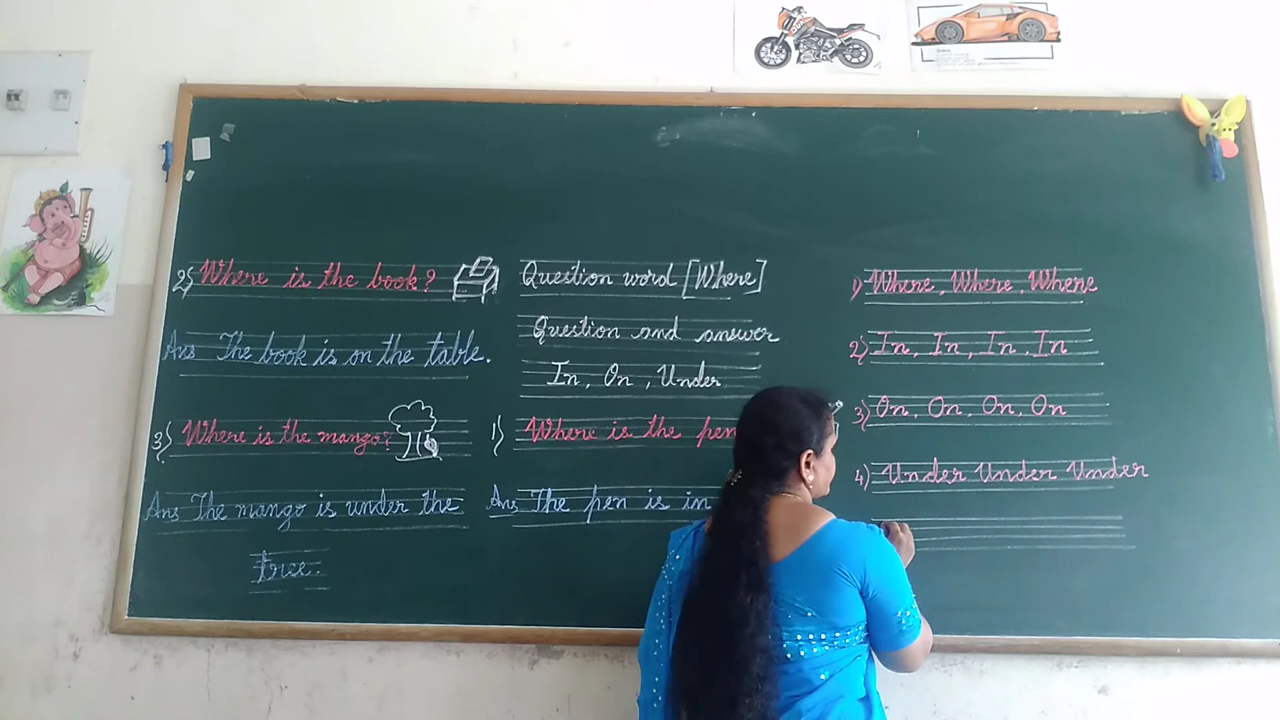 2) Where is the book?
Ans The book is on the table.
3) Where is the mango?
Ans The mango is under the
tree.
Question word [Where]
Question and answer
In, On, Under
1) Where is the pen
Ans The pen is in
1) Where, Where, Where
2) In, In, In, In
3) On, On, On, On
4) Under Under Under